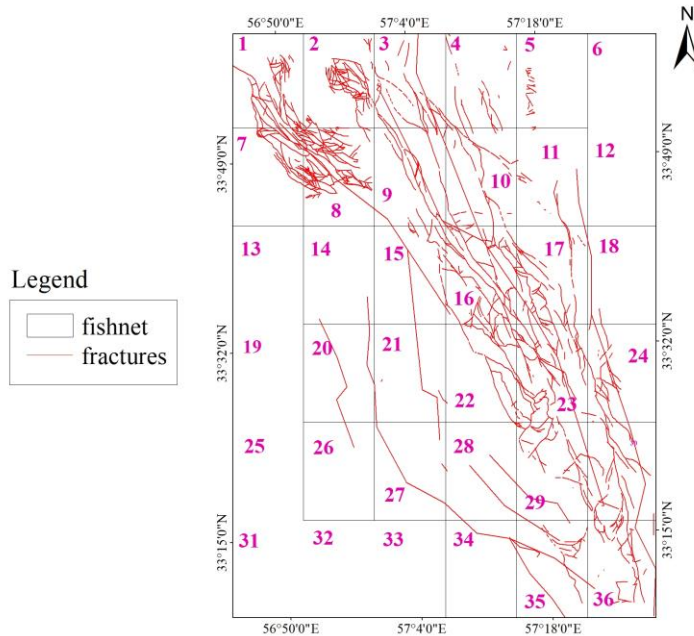 56°50'0"E 57°4'0"E 57°18'0"E
N
1 2 3 4 5 6
7 8 9 10 11 12
33°49'0"N 33°49'0"N
13 14 15 16 17 18
Legend
fishnet
fractures
19 20 21 22 23 24
33°32'0"N 33°32'0"N
25 26 27 28 29
33°15'0"N 33°15'0"N
31 32 33 34 35 36
56°50'0"E 57°4'0"E 57°18'0"E